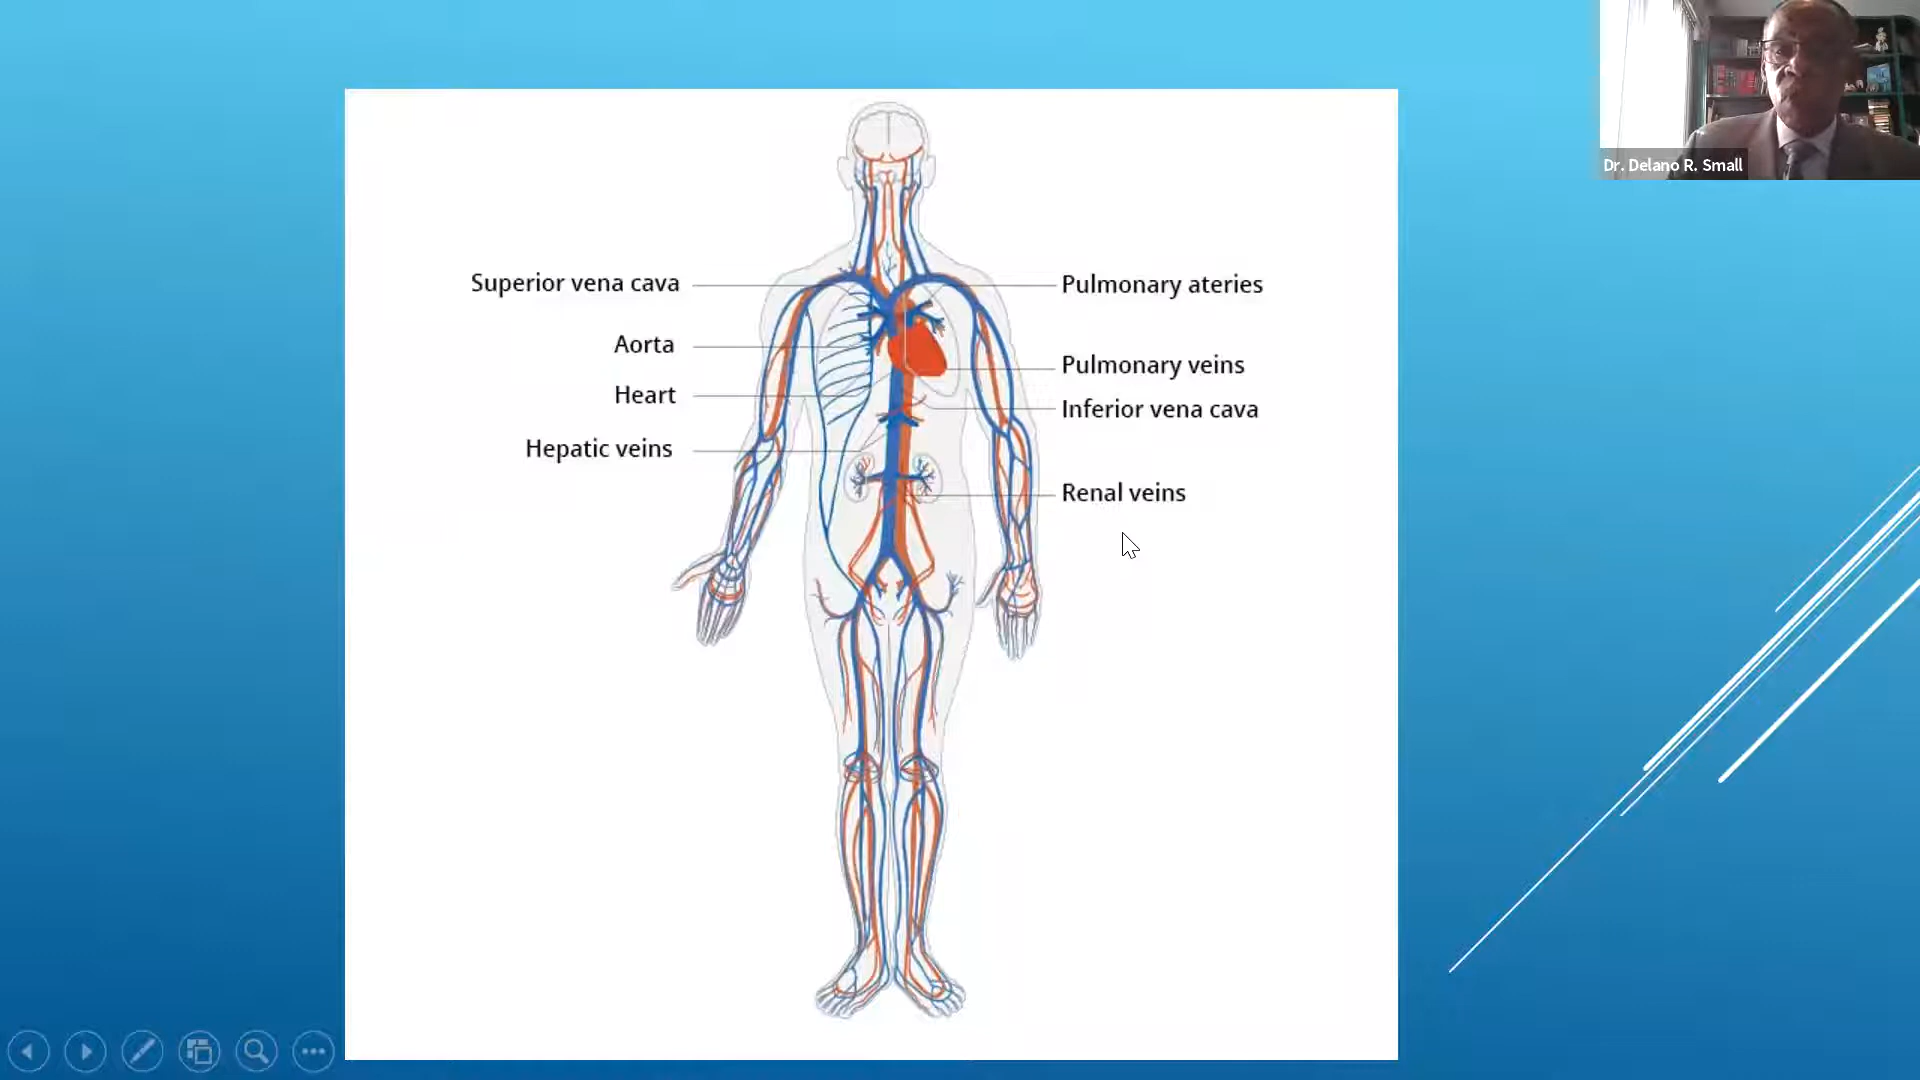 Dr. Delano R. Small
Superior vena cava
Pulmonary ateries
Aorta
Pulmonary veins
Heart
Inferior vena cava
Hepatic veins
Renal veins